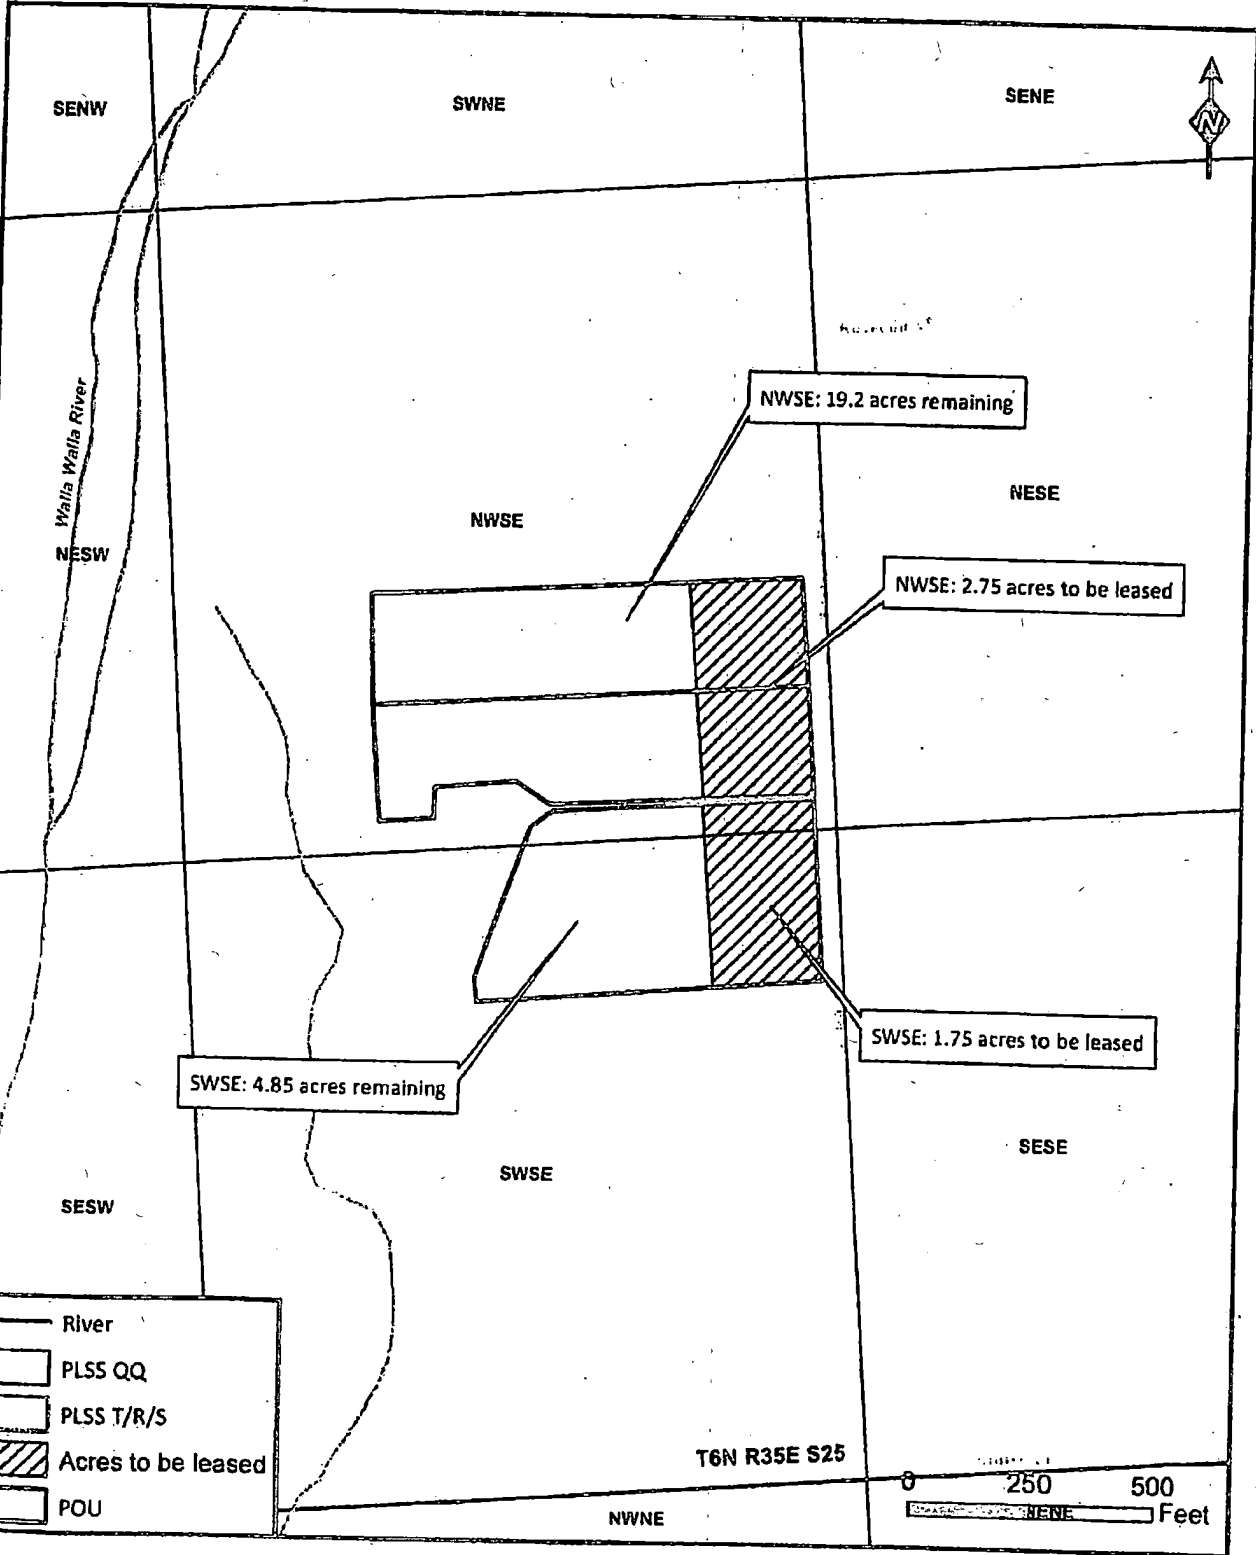 SENW
SWNE
SENE
N
Walla Walla River
NWSE: 19.2 acres remaining
NWSE
NESE
NESW
NWSE: 2.75 acres to be leased
SWSE: 1.75 acres to be leased
SWSE: 4.85 acres remaining
SWSE
SESE
SESW
River
PLSS QQ
PLSS T/R/S
Acres to be leased
POU
T6N R35E S25
NWNE
0 250 500
NENE
Feet